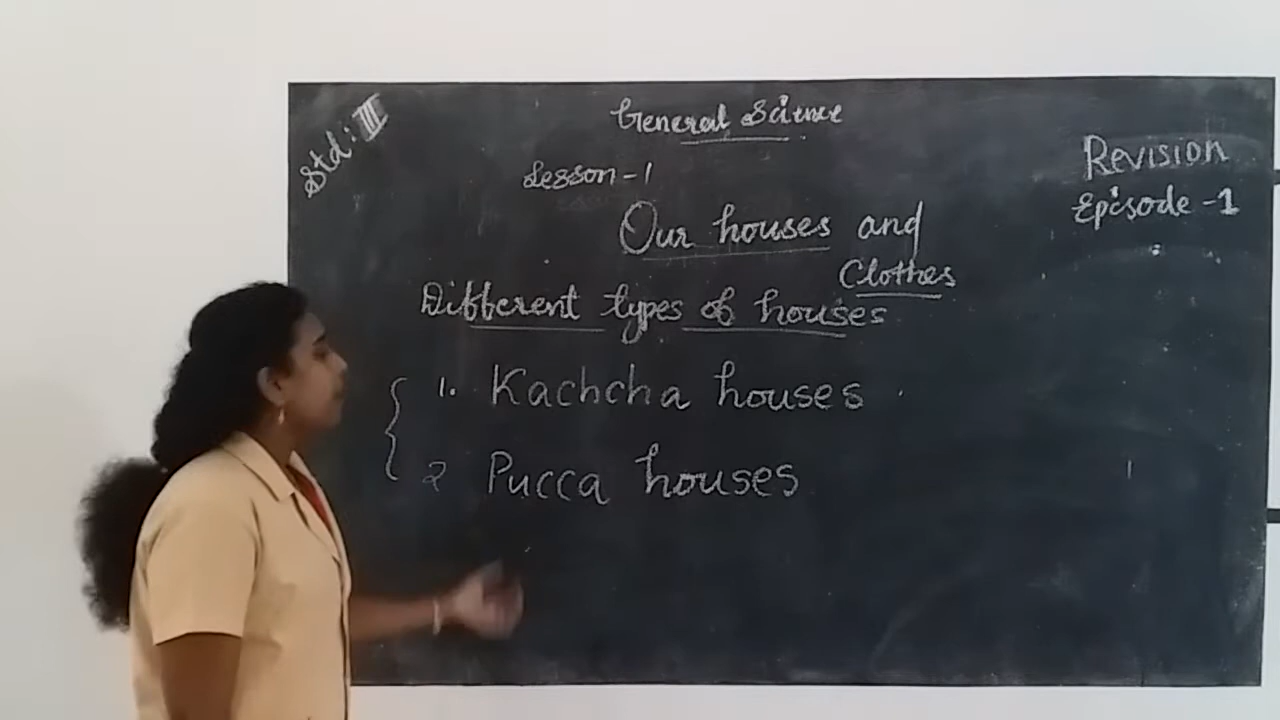 Std: III
General Science
Revision
Episode - 1
Lesson - 1
Our houses and
Clothes
Different types of houses
1. Kachcha houses
2 Pucca houses